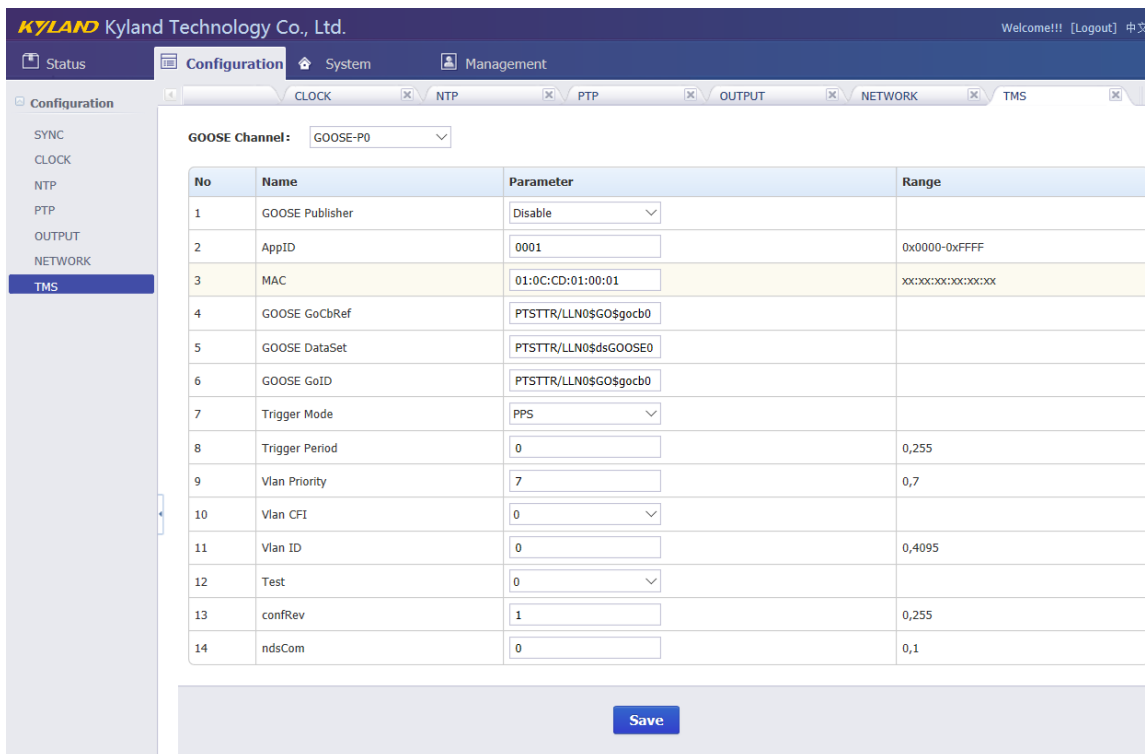 KYLAND Kyland Technology Co., Ltd.
Welcome!!! [Logout] 中文
Status Configuration System Management
Configuration
SYNC
CLOCK
NTP
PTP
OUTPUT
NETWORK
TMS
CLOCK NTP PTP OUTPUT NETWORK TMS
GOOSE Channel: GOOSE-P0
No Name Parameter Range
1 GOOSE Publisher Disable
2 AppID 0001 0x0000-0xFFFF
3 MAC 01:0C:CD:01:00:01 xx:xx:xx:xx:xx:xx
4 GOOSE GoCbRef PTSTTR/LLN0$GO$gocb0
5 GOOSE DataSet PTSTTR/LLN0$dsGOOSE0
6 GOOSE GoID PTSTTR/LLN0$GO$gocb0
7 Trigger Mode PPS
8 Trigger Period 0 0,255
9 Vlan Priority 7 0,7
10 Vlan CFI 0
11 Vlan ID 0 0,4095
12 Test 0
13 confRev 1 0,255
14 ndsCom 0 0,1
Save